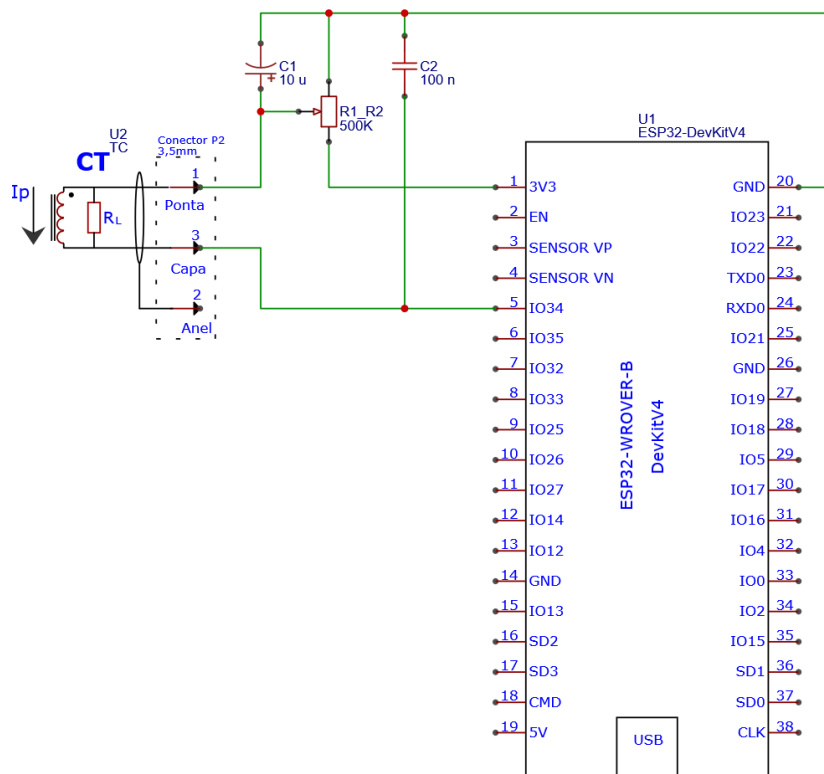 C1
10 u
C2
100 n
R1_R2
500K
U1
ESP32-DevKitV4
U2
TC
Conector P2
3,5mm
CT
Ip
RL
1
Ponta
3
Capa
2
Anel
1 3V3
2 EN
3 SENSOR VP
4 SENSOR VN
5 IO34
6 IO35
7 IO32
8 IO33
9 IO25
10 IO26
11 IO27
12 IO14
13 IO12
14 GND
15 IO13
16 SD2
17 SD3
18 CMD
19 5V
ESP32-WROVER-B
DevKitV4
GND 20
IO23 21
IO22 22
TXD0 23
RXD0 24
IO21 25
GND 26
IO19 27
IO18 28
IO5 29
IO17 30
IO16 31
IO4 32
IO0 33
IO2 34
IO15 35
SD1 36
SD0 37
CLK 38
USB